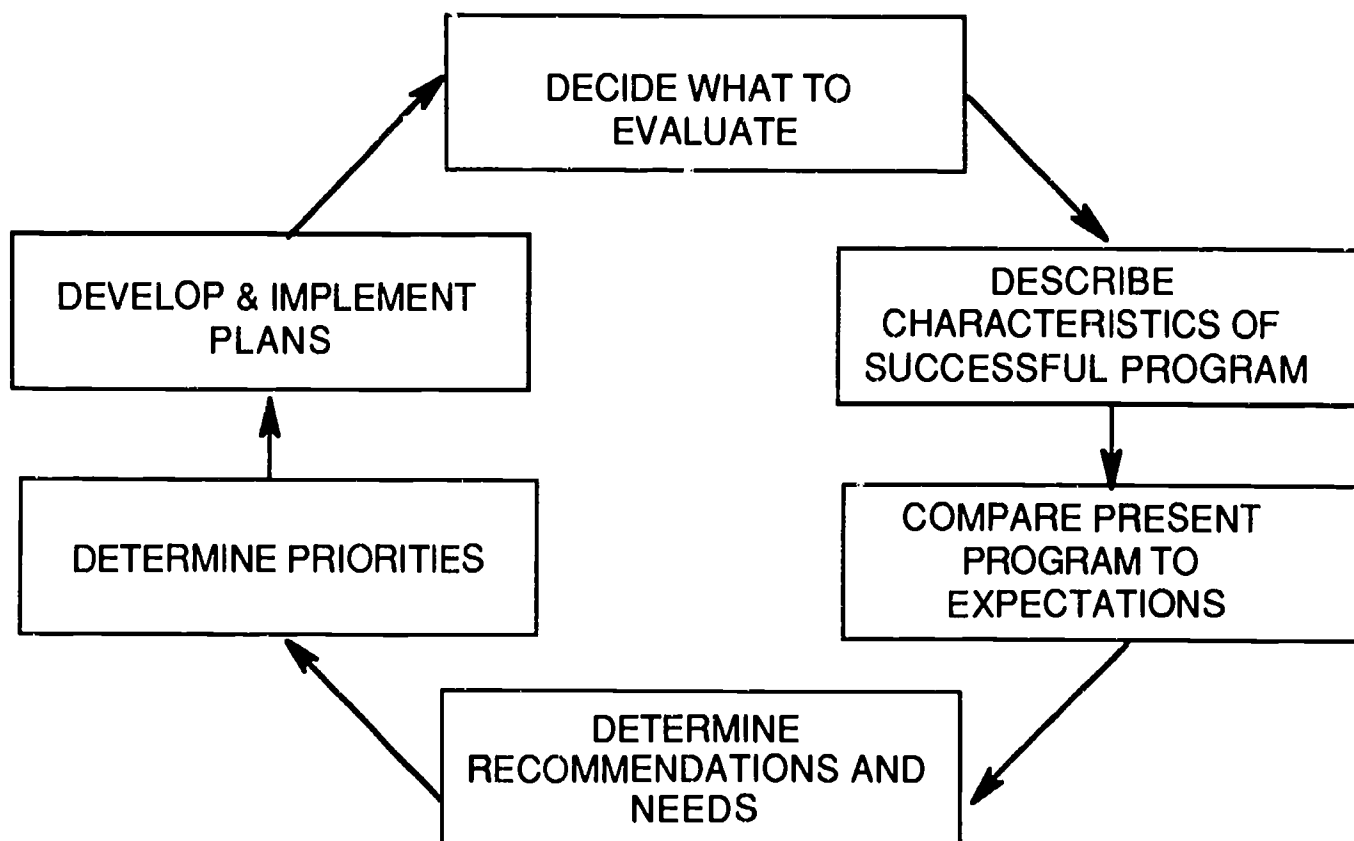 DECIDE WHAT TO
EVALUATE
DESCRIBE
CHARACTERISTICS OF
SUCCESSFUL PROGRAM
COMPARE PRESENT
PROGRAM TO
EXPECTATIONS
DETERMINE
RECOMMENDATIONS AND
NEEDS
DETERMINE PRIORITIES
DEVELOP & IMPLEMENT
PLANS